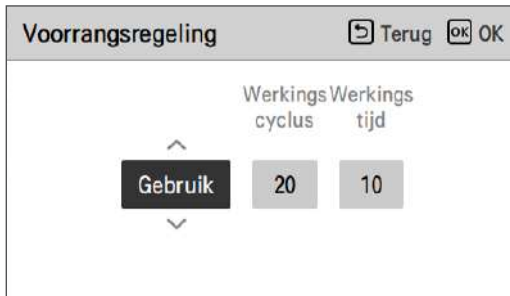 Voorrangsregeling Terug OK OK
Werkings Werkings
cyclus tijd
Gebruik 20 10